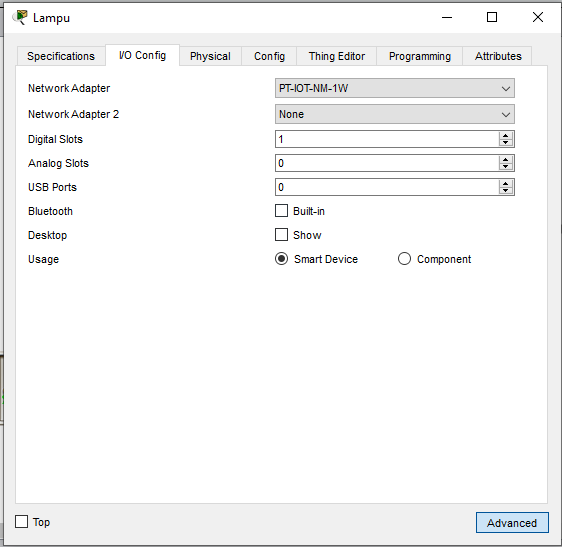 Lampu
Specifications I/O Config Physical Config Thing Editor Programming Attributes
Network Adapter PT-IOT-NM-1W
Network Adapter 2 None
Digital Slots 1
Analog Slots 0
USB Ports 0
Bluetooth Built-in
Desktop Show
Usage Smart Device Component
Top Advanced